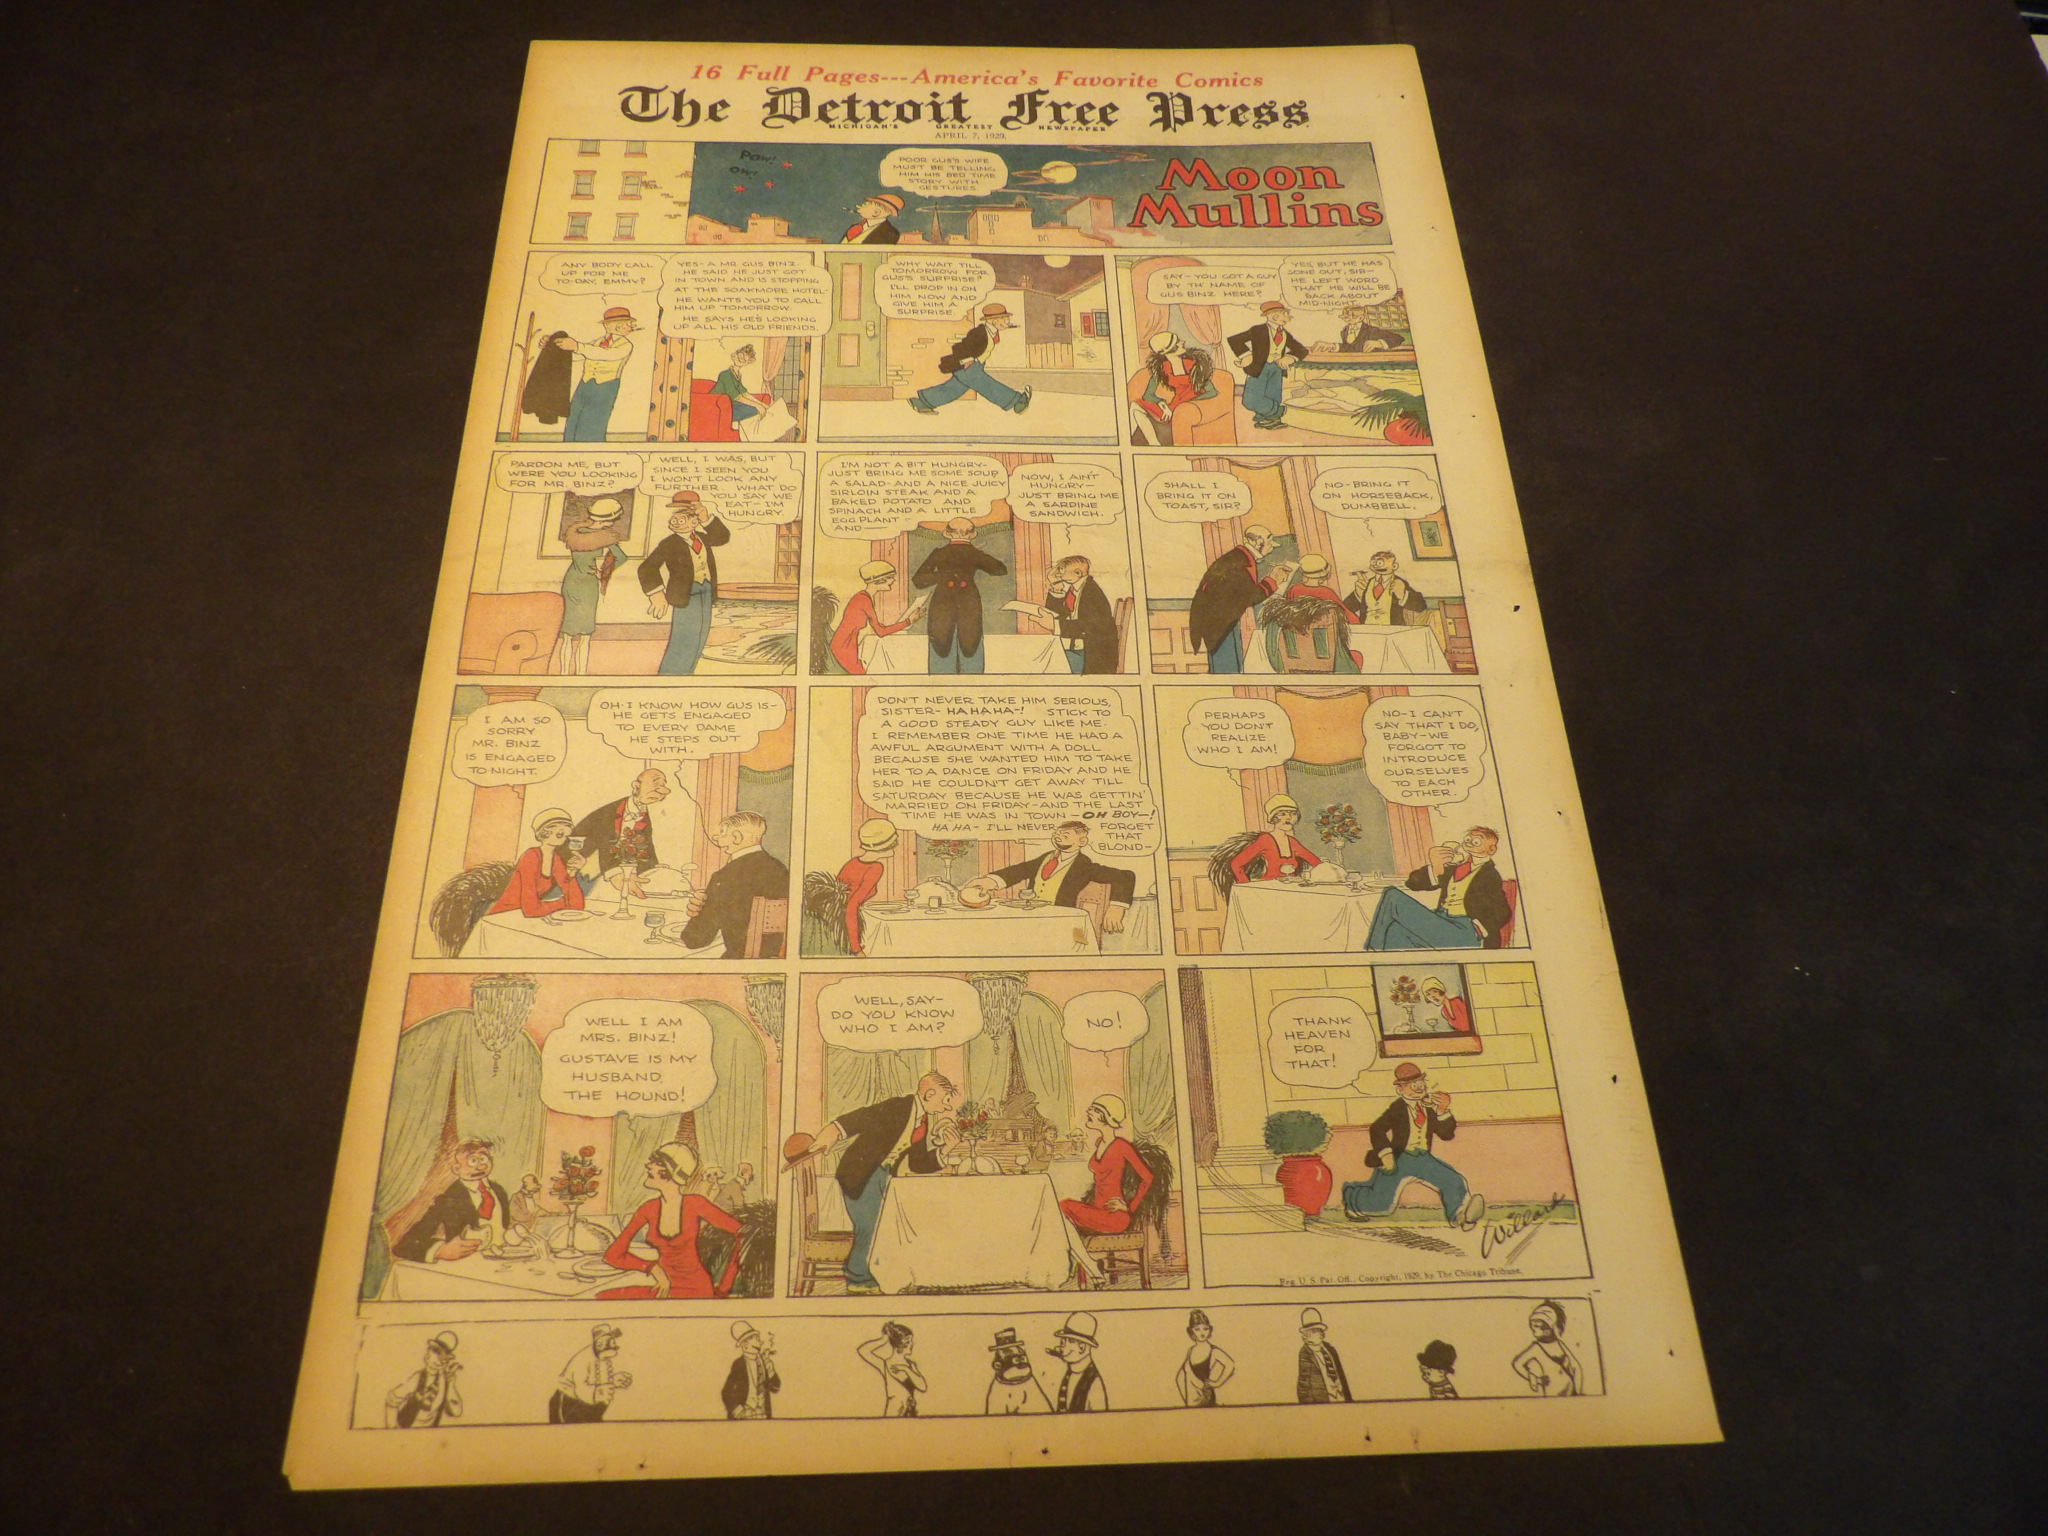 16 Full Pages---America's Favorite Comics
The Detroit Free Press
MICHIGAN'S GREATEST NEWSPAPER
APRIL 7, 1929.
POW!
OW!
POOR GUS'S WIFE
MUST BE TELLING
HIM HIS BED TIME
STORY WITH
GESTURES.
Moon
Mullins
ANY BODY CALL
UP FOR ME
TO-DAY, EMMY?
YES-A MR. GUS BINZ.
HE SAID HE JUST GOT
IN TOWN AND IS STOPPING
AT THE SOAKMORE HOTEL-
HE WANTS YOU TO CALL
HIM UP TOMORROW.
HE SAYS HE'S LOOKING
UP ALL HIS OLD FRIENDS.
WHY WAIT TILL
TOMORROW FOR
GUS'S SURPRISE?
I'LL DROP IN ON
HIM NOW AND
GIVE HIM A
SURPRISE.
SAY-YOU GOT A GUY
BY TH' NAME OF
GUS BINZ HERE?
YES, BUT HE HAS
GONE OUT, SIR-
HE LEFT WORD
THAT HE WILL BE
BACK ABOUT
MID-NIGHT.
PARDON ME, BUT
WERE YOU LOOKING
FOR MR. BINZ?
WELL, I WAS, BUT
SINCE I SEEN YOU
I WON'T LOOK ANY
FURTHER. WHAT DO
YOU SAY WE
EAT-I'M
HUNGRY.
I'M NOT A BIT HUNGRY-
JUST BRING ME SOME SOUP
A SALAD-AND A NICE JUICY
SIRLOIN STEAK AND A
BAKED POTATO AND
SPINACH AND A LITTLE
EGG PLANT-
AND-
NOW, I AIN'T
HUNGRY-
JUST BRING ME
A SARDINE
SANDWICH.
SHALL I
BRING IT ON
TOAST, SIR?
NO-BRING IT
ON HORSEBACK,
DUMBBELL.
I AM SO
SORRY
MR. BINZ
IS ENGAGED
TO-NIGHT.
OH-I KNOW HOW GUS IS-
HE GETS ENGAGED
TO EVERY DAME
HE STEPS OUT
WITH.
DON'T NEVER TAKE HIM SERIOUS,
SISTER-HA HA HA-! STICK TO
A GOOD STEADY GUY LIKE ME.
I REMEMBER ONE TIME HE HAD A
AWFUL ARGUMENT WITH A DOLL
BECAUSE SHE WANTED HIM TO TAKE
HER TO A DANCE ON FRIDAY AND HE
SAID HE COULDN'T GET AWAY TILL
SATURDAY BECAUSE HE WAS GETTIN'
MARRIED ON FRIDAY-AND THE LAST
TIME HE WAS IN TOWN-OH BOY-!
HA HA- I'LL NEVER FORGET
THAT
BLOND-
PERHAPS
YOU DON'T
REALIZE
WHO I AM!
NO-I CAN'T
SAY THAT I DO,
BABY-WE
FORGOT TO
INTRODUCE
OURSELVES
TO EACH
OTHER.
WELL I AM
MRS. BINZ!
GUSTAVE IS MY
HUSBAND,
THE HOUND!
WELL, SAY-
DO YOU KNOW
WHO I AM?
NO!
THANK
HEAVEN
FOR
THAT!
Willard
Reg. U. S. Pat. Off.. Copyright, 1929, by The Chicago Tribune.